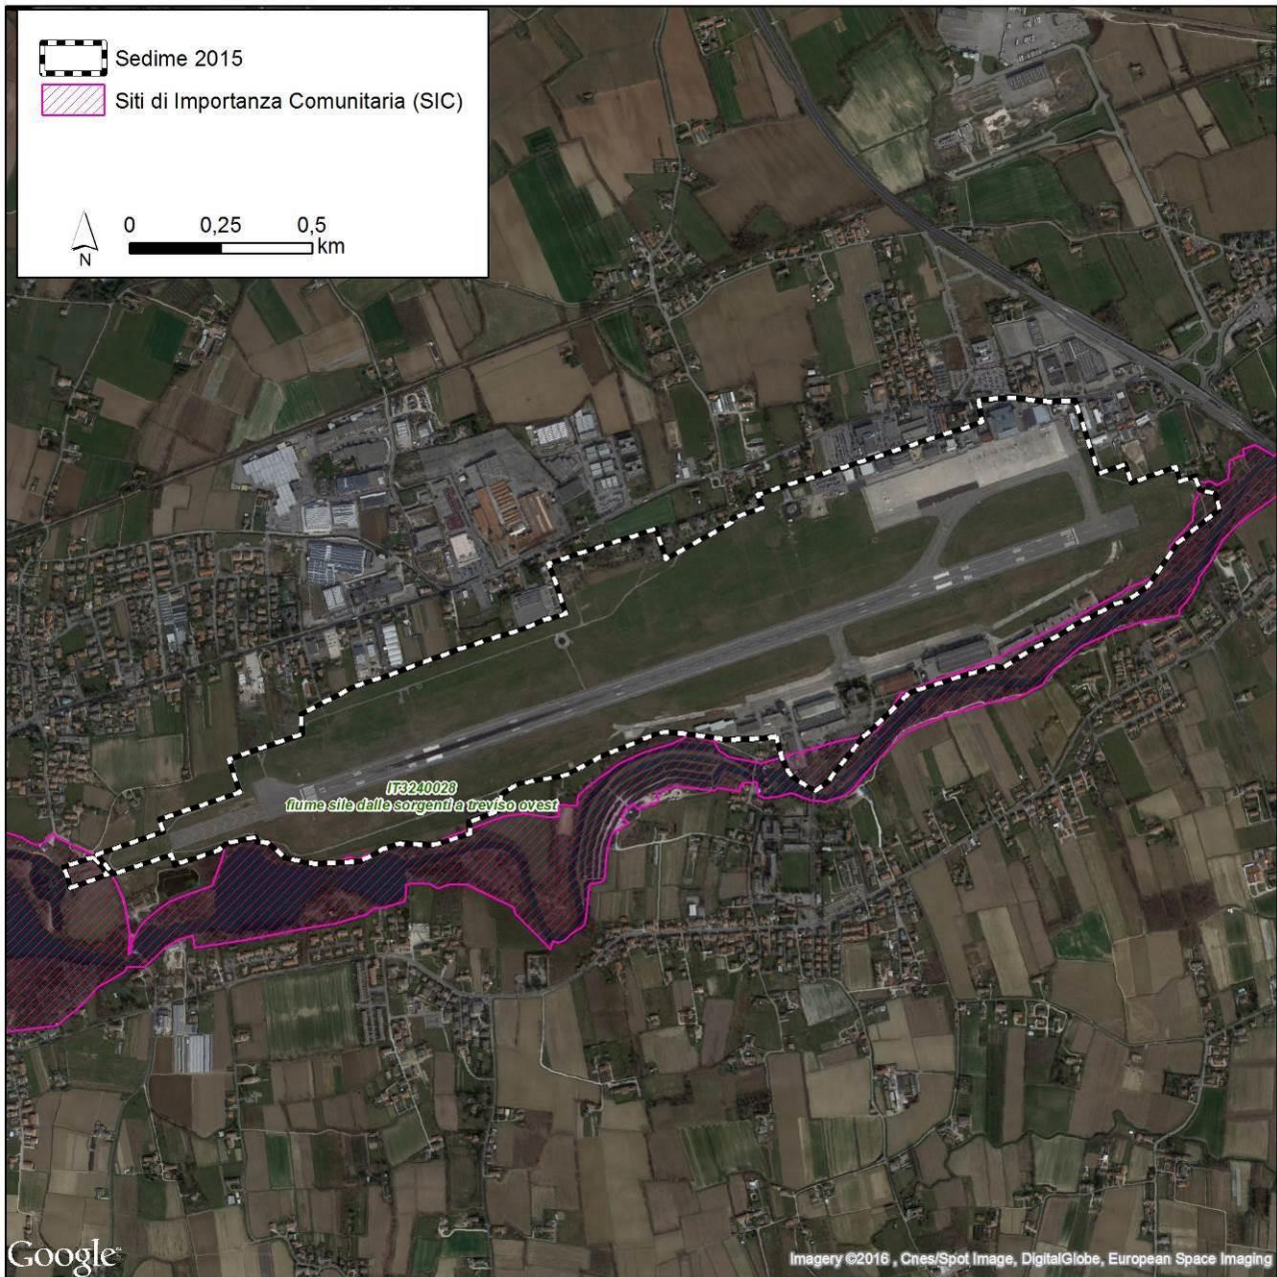 Sedime 2015
Siti di Importanza Comunitaria (SIC)
0 0,25 0,5
km
N
IT3240028
fiume sile dalle sorgenti a treviso ovest
Google
Imagery ©2016 , Cnes/Spot Image, DigitalGlobe, European Space Imaging